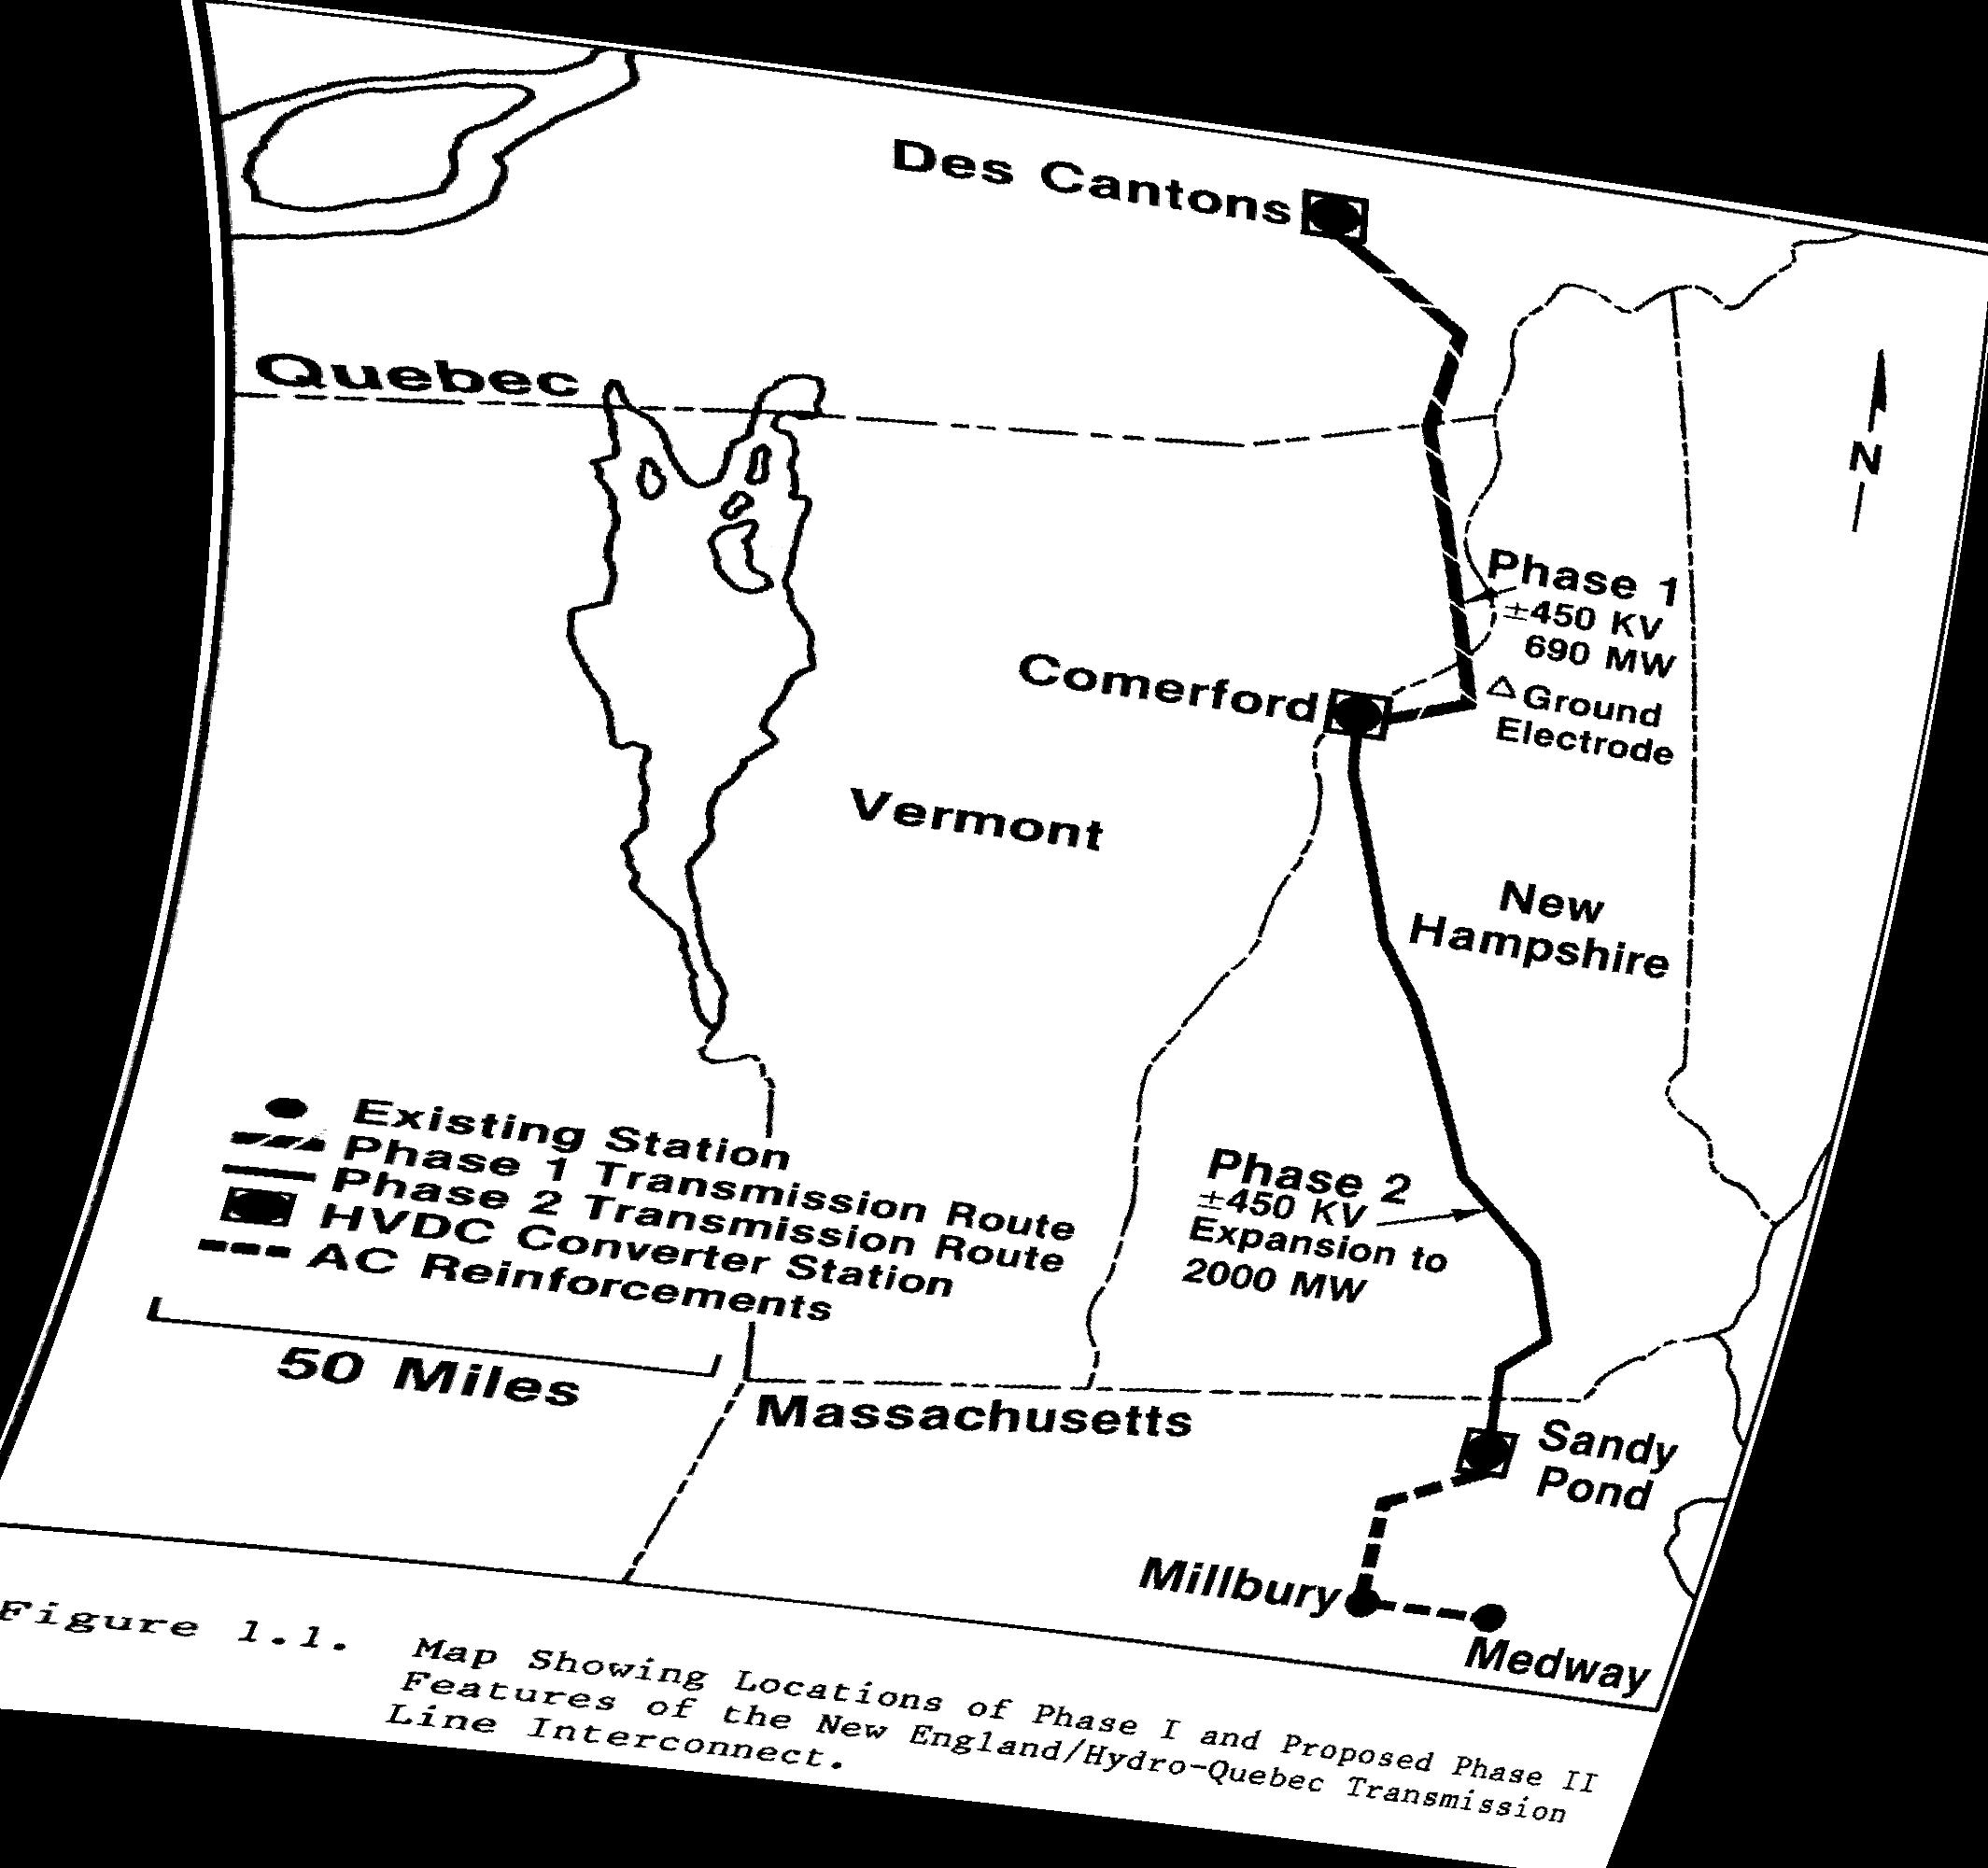 Des Cantons
Quebec
N
Phase 1
±450 KV
690 MW
Ground
Electrode
Comerford
Vermont
New
Hampshire
Phase 2
±450 KV
Expansion to
2000 MW
Existing Station
Phase 1 Transmission Route
Phase 2 Transmission Route
HVDC Converter Station
AC Reinforcements
50 Miles
Massachusetts
Sandy
Pond
Millbury
Medway
Figure 1.1. Map Showing Locations of Phase I and Proposed Phase II
Features of the New England/Hydro-Quebec Transmission
Line Interconnect.